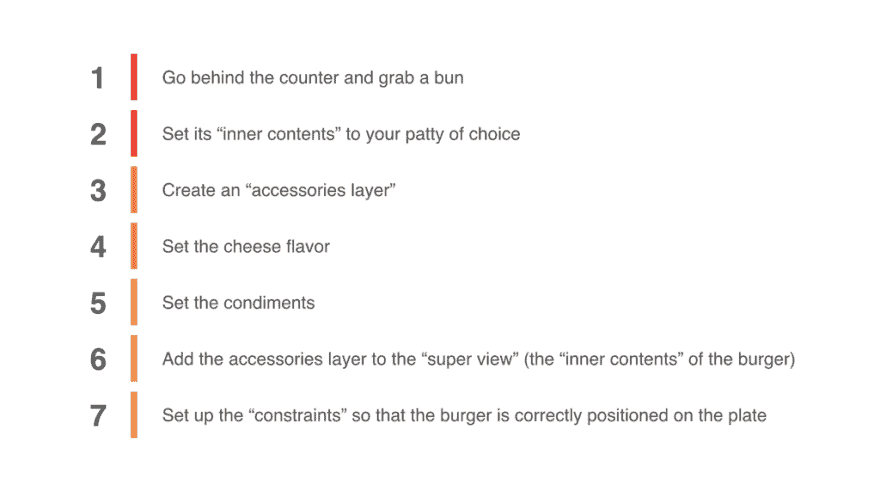 1 Go behind the counter and grab a bun
2 Set its “inner contents” to your patty of choice
3 Create an “accessories layer”
4 Set the cheese flavor
5 Set the condiments
6 Add the accessories layer to the “super view” (the “inner contents” of the burger)
7 Set up the “constraints” so that the burger is correctly positioned on the plate